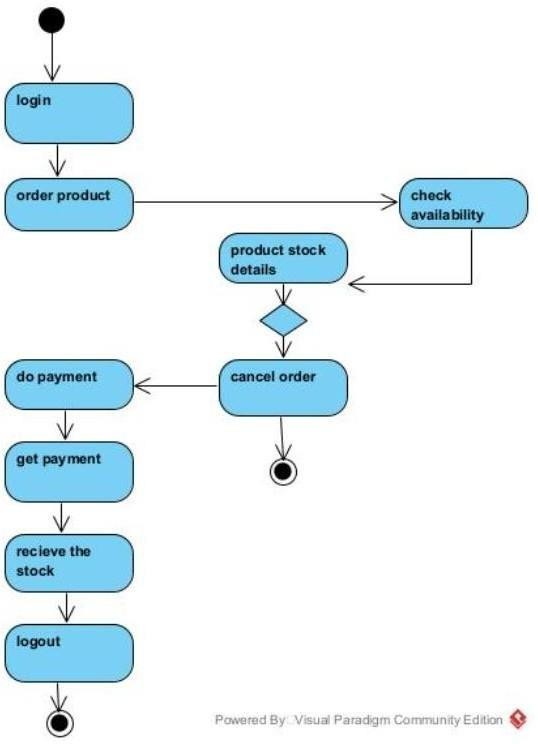 login
order product
check
availability
product stock
details
do payment
cancel order
get payment
recieve the
stock
logout
Powered By Visual Paradigm Community Edition